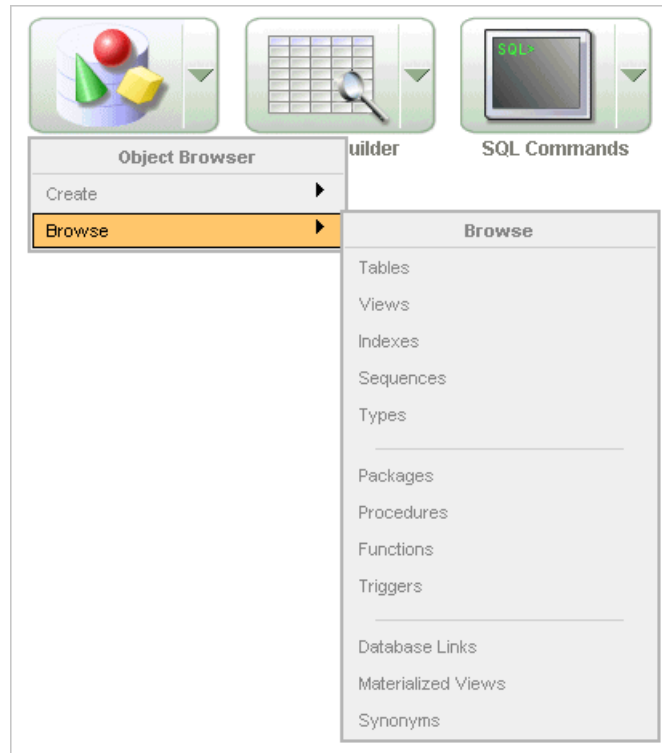 SQL>
Object Browser
uilder
SQL Commands
Create
Browse
Browse
Tables
Views
Indexes
Sequences
Types
Packages
Procedures
Functions
Triggers
Database Links
Materialized Views
Synonyms